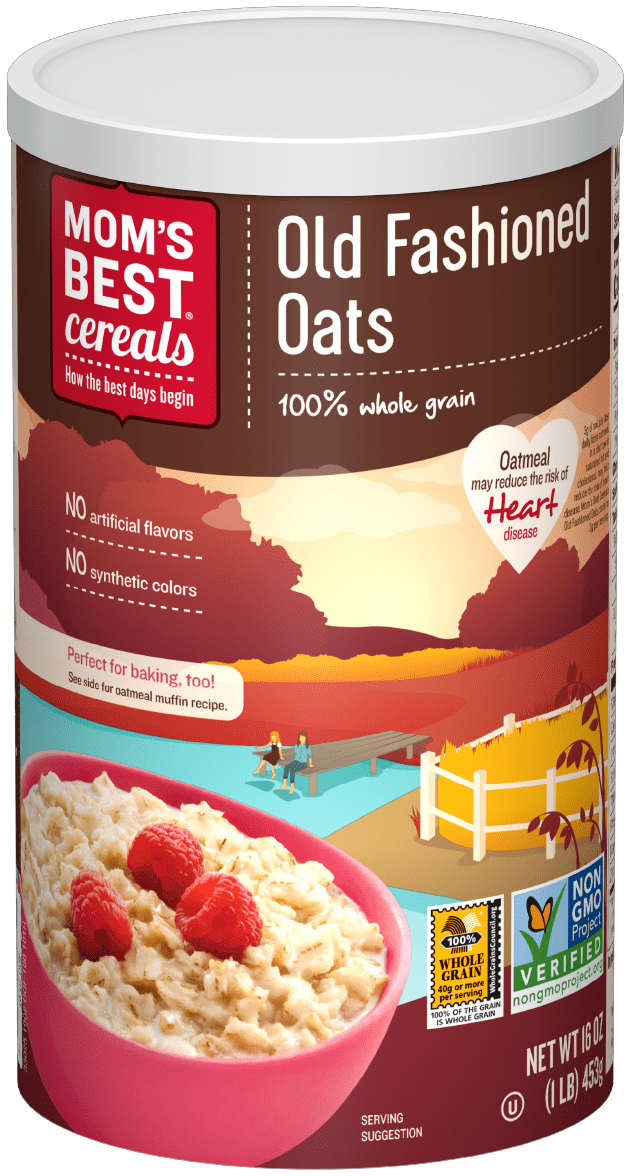 MOM'S
BEST®
cereals
How the best days begin
Old Fashioned
Oats
100% whole grain
Oatmeal
may reduce the risk of
Heart
disease
NO artificial flavors
NO synthetic colors
Perfect for baking, too!
See side for oatmeal muffin recipe.
100%
WHOLE
GRAIN
40g or more
per serving
WholeGrainsCouncil.org
100% OF THE GRAIN
IS WHOLE GRAIN
NON
GMO
Project
VERIFIED
nongmoproject.org
NET WT 16 OZ
(1 LB) 453g
U
SERVING
SUGGESTION